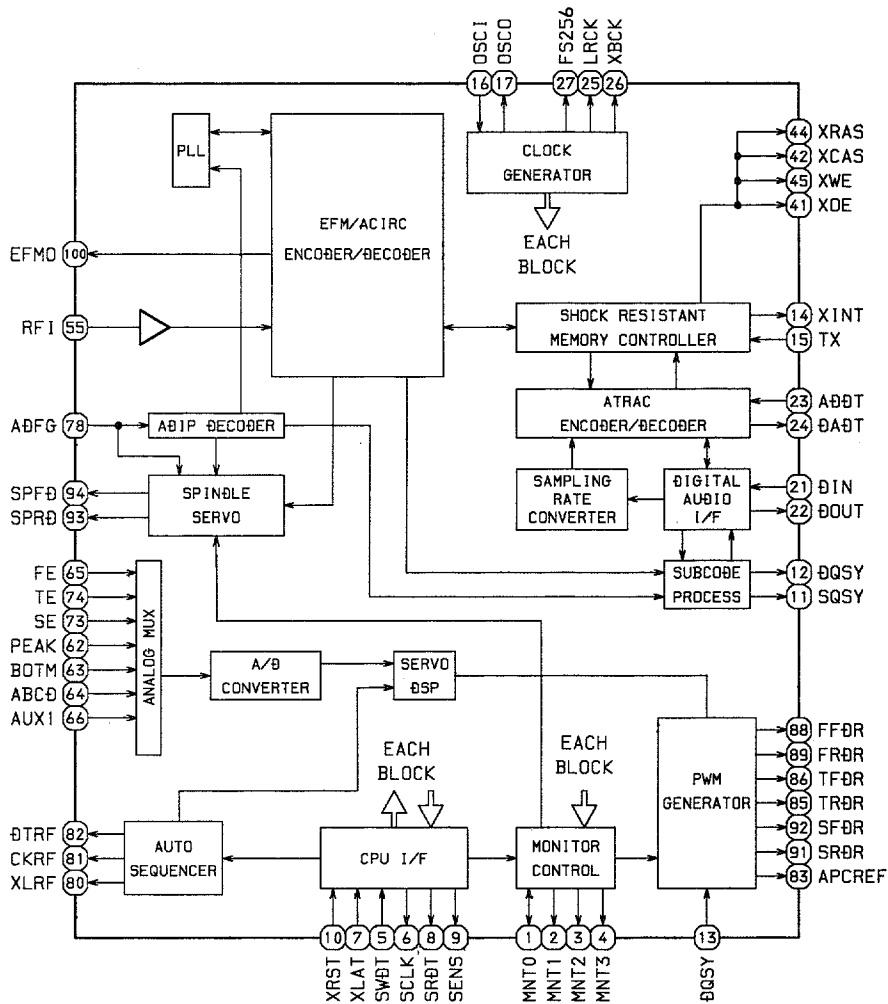 OSCI
OSCO
FS256
LRCK
XBCK
16
17
27
25
26
44 XRAS
42 XCAS
45 XWE
41 XOE
PLL
CLOCK
GENERATOR
EACH
BLOCK
EFM/ACIRC
ENCODER/DECODER
EFMO 100
RFI 55
SHOCK RESISTANT
MEMORY CONTROLLER
14 XINT
15 TX
ADFG 78
ADIP DECODER
ATRAC
ENCODER/DECODER
23 ADDT
24 DADT
SPFD 94
SPRD 93
SPINDLE
SERVO
SAMPLING
RATE
CONVERTER
DIGITAL
AUDIO
I/F
21 DIN
22 DOUT
SUBCODE
PROCESS
12 DQSY
11 SQSY
FE 65
TE 74
SE 73
PEAK 62
BOTM 63
ABCD 64
AUX1 66
ANALOG MUX
A/D
CONVERTER
SERVO
DSP
EACH
BLOCK
EACH
BLOCK
PWM
GENERATOR
88 FFDR
89 FRDR
86 TFDR
85 TRDR
92 SFDR
91 SRDR
83 APCREF
DTRF 82
CKRF 81
XLRF 80
AUTO
SEQUENCER
CPU I/F
MONITOR
CONTROL
10
7
5
6
8
9
1
2
3
4
13
XRST
XLAT
SWDT
SCLK
SRDT
SENS
MNT0
MNT1
MNT2
MNT3
DQSY